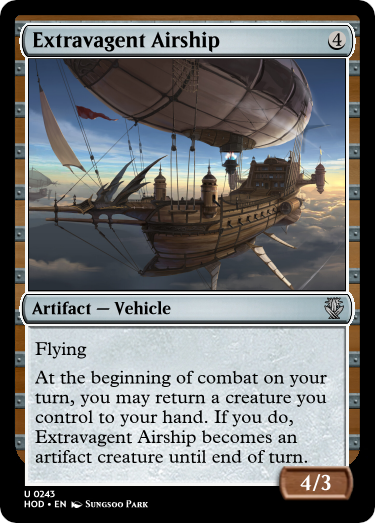 Extravagent Airship 4
Artifact — Vehicle
Flying
At the beginning of combat on your
turn, you may return a creature you
control to your hand. If you do,
Extravagent Airship becomes an
artifact creature until end of turn.
4/3
U 0243
HOD • EN Sungsoo Park